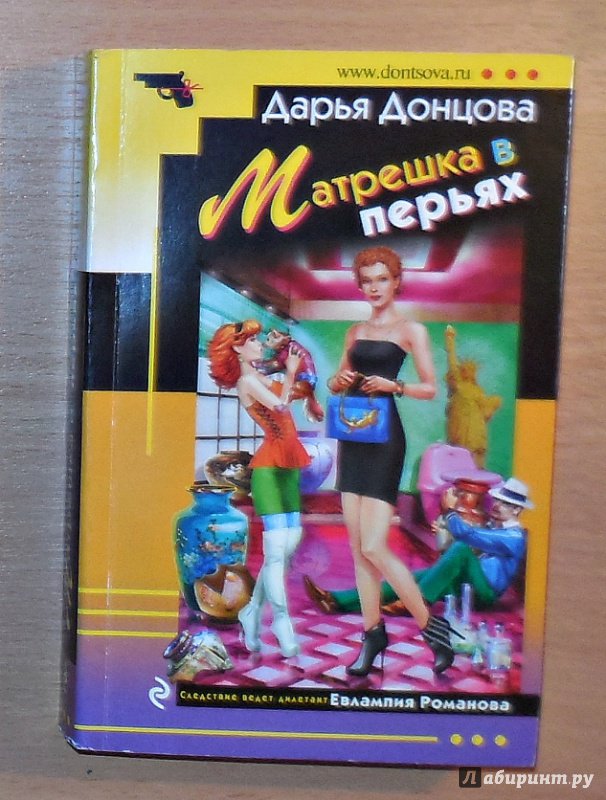 www.dontsova.ru
Дарья Донцова
Матрешка в
перьях
Следствие ведет дилетант Евлампия Романова
Лабиринт.ру